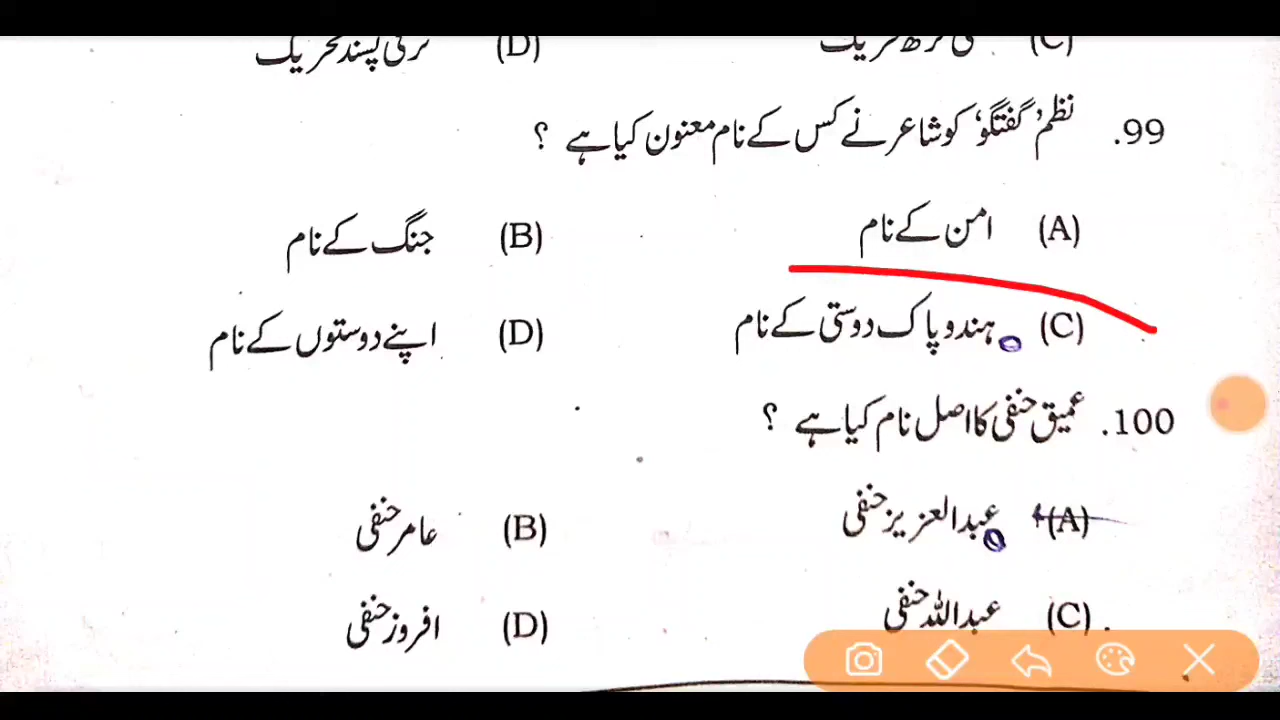 (C) (D) ترقی پسند تحریک
99. نظم 'گفتگو' کو شاعر نے کس کے نام معنون کیا ہے ؟
(A) امن کے نام (B) جنگ کے نام
(C) ہندوپاک دوستی کے نام (D) اپنے دوستوں کے نام
100. عمیق حنفی کا اصل نام کیا ہے ؟
(A) عبدالعزیز حنفی (B) عامر حنفی
(C) عبداللہ حنفی (D) افروز حنفی